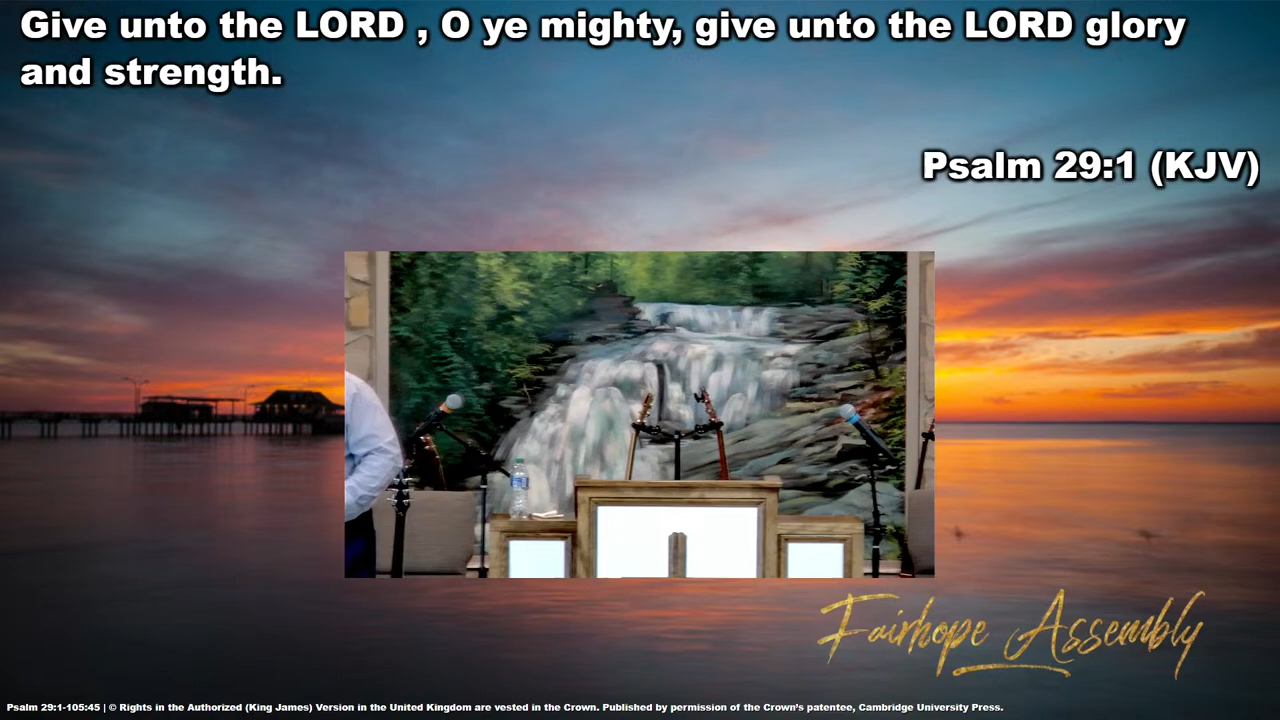 Give unto the LORD , O ye mighty, give unto the LORD glory
and strength.
Psalm 29:1 (KJV)
Fairhope Assembly
Psalm 29:1-105:45 | © Rights in the Authorized (King James) Version in the United Kingdom are vested in the Crown. Published by permission of the Crown’s patentee, Cambridge University Press.